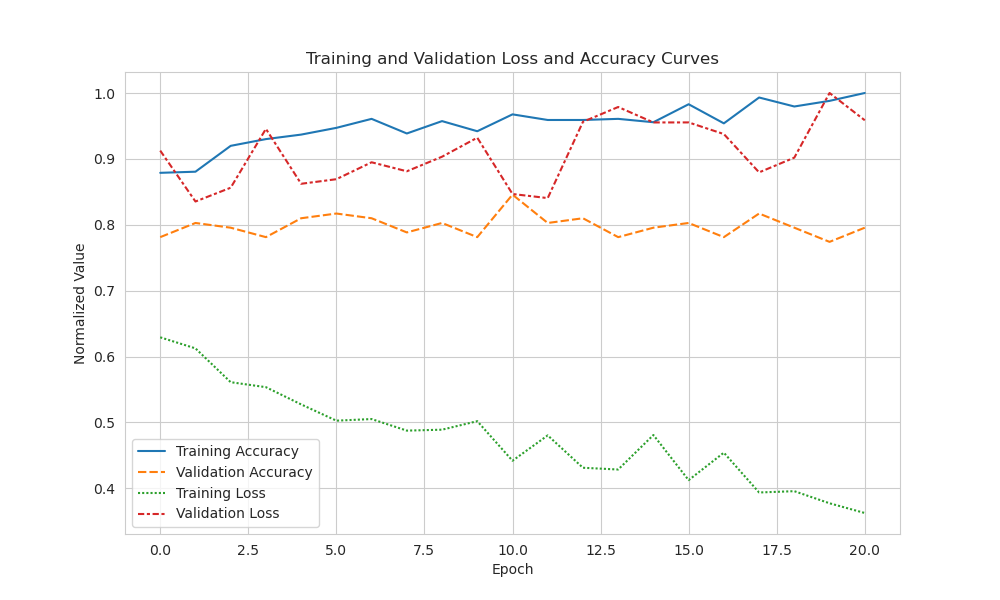 Training and Validation Loss and Accuracy Curves
Normalized Value
1.0
0.9
0.8
0.7
0.6
0.5
0.4
Training Accuracy
Validation Accuracy
Training Loss
Validation Loss
0.0 2.5 5.0 7.5 10.0 12.5 15.0 17.5 20.0
Epoch